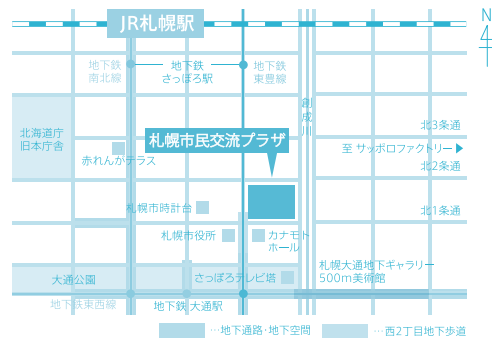 JR札幌駅
N
4
地下鉄
南北線
地下鉄
さっぽろ駅
地下鉄
東豊線
創成川
北海道庁
旧本庁舎
赤れんがテラス
札幌市民交流プラザ
北3条通
至 サッポロファクトリー
北2条通
札幌市時計台
北1条通
札幌市役所
カナモト
ホール
大通公園
さっぽろテレビ塔
札幌大通地下ギャラリー
500m美術館
地下鉄東西線
地下鉄 大通駅
…地下通路・地下空間
…西2丁目地下歩道